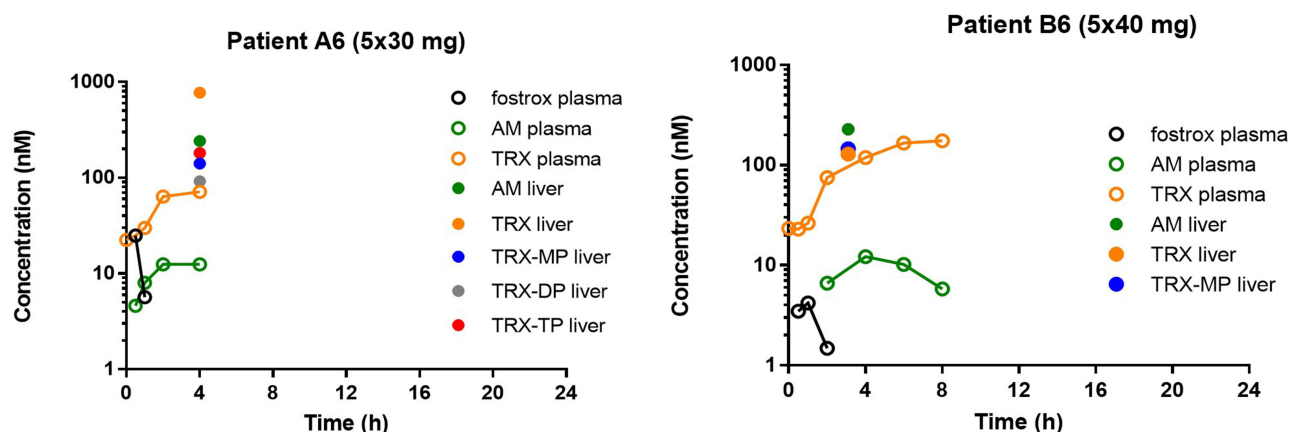 Patient A6 (5x30 mg)
Concentration (nM)
1000
100
10
1
0 4 8 12 16 20 24
Time (h)
fostrox plasma
AM plasma
TRX plasma
AM liver
TRX liver
TRX-MP liver
TRX-DP liver
TRX-TP liver
Patient B6 (5x40 mg)
Concentration (nM)
1000
100
10
1
0 4 8 12 16 20 24
Time (h)
fostrox plasma
AM plasma
TRX plasma
AM liver
TRX liver
TRX-MP liver